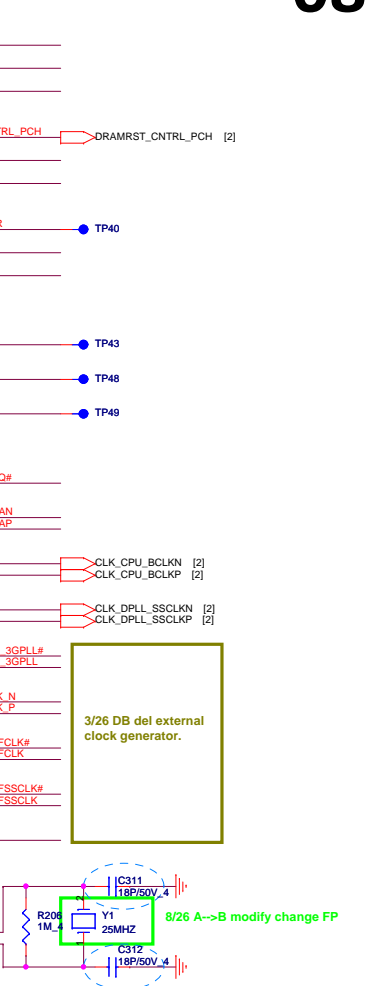 TRL_PCH
DRAMRST_CNTRL_PCH [2]
R
TP40
TP43
TP48
TP49
Q#
AN
AP
CLK_CPU_BCLKN [2]
CLK_CPU_BCLKP [2]
CLK_DPLL_SSCLKN [2]
CLK_DPLL_SSCLKP [2]
_3GPLL#
_3GPLL
K_N
K_P
FCLK#
FCLK
FSSCLK#
FSSCLK
3/26 DB del external
clock generator.
C311
18P/50V_4
2
R206
1M_4
Y1
25MHZ
8/26 A-->B modify change FP
1
C312
18P/50V_4